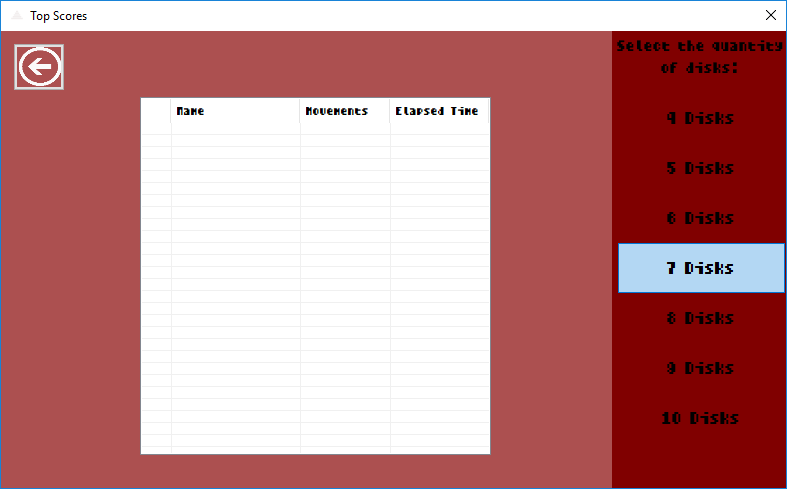 Top Scores
Select the quantity
of disks:
Name Movements Elapsed Time
4 Disks
5 Disks
6 Disks
7 Disks
8 Disks
9 Disks
10 Disks